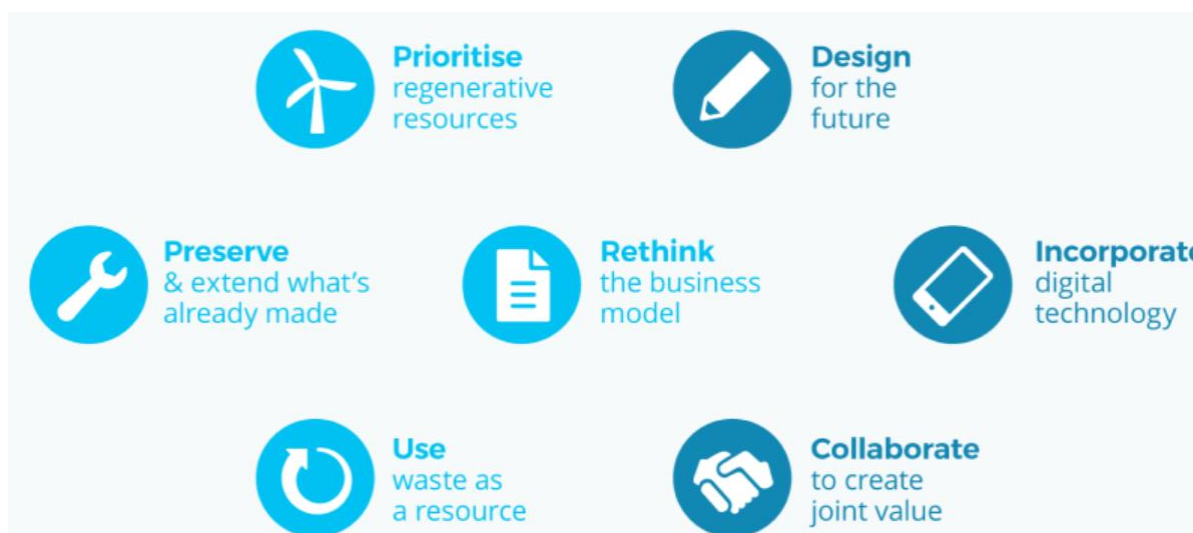 Prioritise
regenerative
resources
Design
for the
future
Preserve
& extend what's
already made
Rethink
the business
model
Incorporate
digital
technology
Use
waste as
a resource
Collaborate
to create
joint value